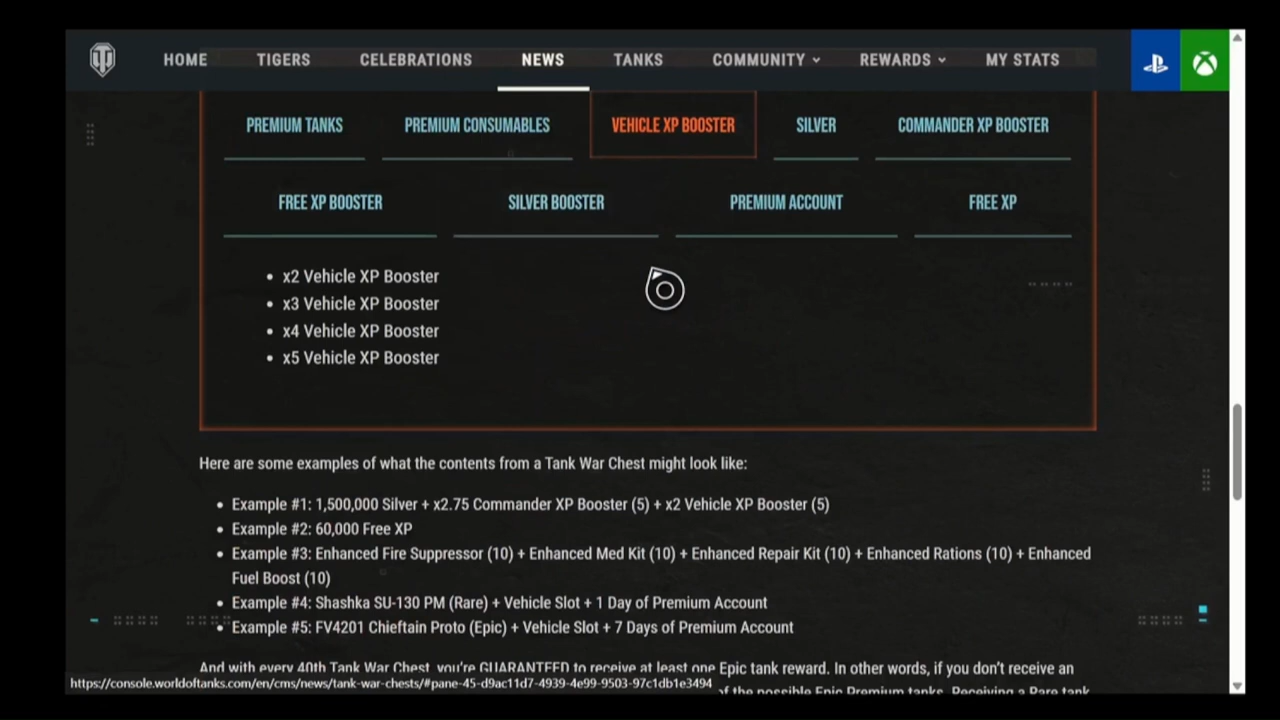 HOME TIGERS CELEBRATIONS NEWS TANKS COMMUNITY REWARDS MY STATS
PREMIUM TANKS PREMIUM CONSUMABLES VEHICLE XP BOOSTER SILVER COMMANDER XP BOOSTER
FREE XP BOOSTER SILVER BOOSTER PREMIUM ACCOUNT FREE XP
• x2 Vehicle XP Booster
• x3 Vehicle XP Booster
• x4 Vehicle XP Booster
• x5 Vehicle XP Booster
Here are some examples of what the contents from a Tank War Chest might look like:
• Example #1: 1,500,000 Silver + x2.75 Commander XP Booster (5) + x2 Vehicle XP Booster (5)
• Example #2: 60,000 Free XP
• Example #3: Enhanced Fire Suppressor (10) + Enhanced Med Kit (10) + Enhanced Repair Kit (10) + Enhanced Rations (10) + Enhanced
Fuel Boost (10)
• Example #4: Shashka SU-130 PM (Rare) + Vehicle Slot + 1 Day of Premium Account
• Example #5: FV4201 Chieftain Proto (Epic) + Vehicle Slot + 7 Days of Premium Account
And with every 40th Tank War Chest, you're GUARANTEED to receive at least one Epic tank reward. In other words, if you don't receive an
https://console.worldoftanks.com/en/cms/news/tank-war-chests/#pane-45-d9ac11d7-4939-4e99-9503-97c1db1e3494
of the possible Epic Premium tanks. Receiving a Rare tank